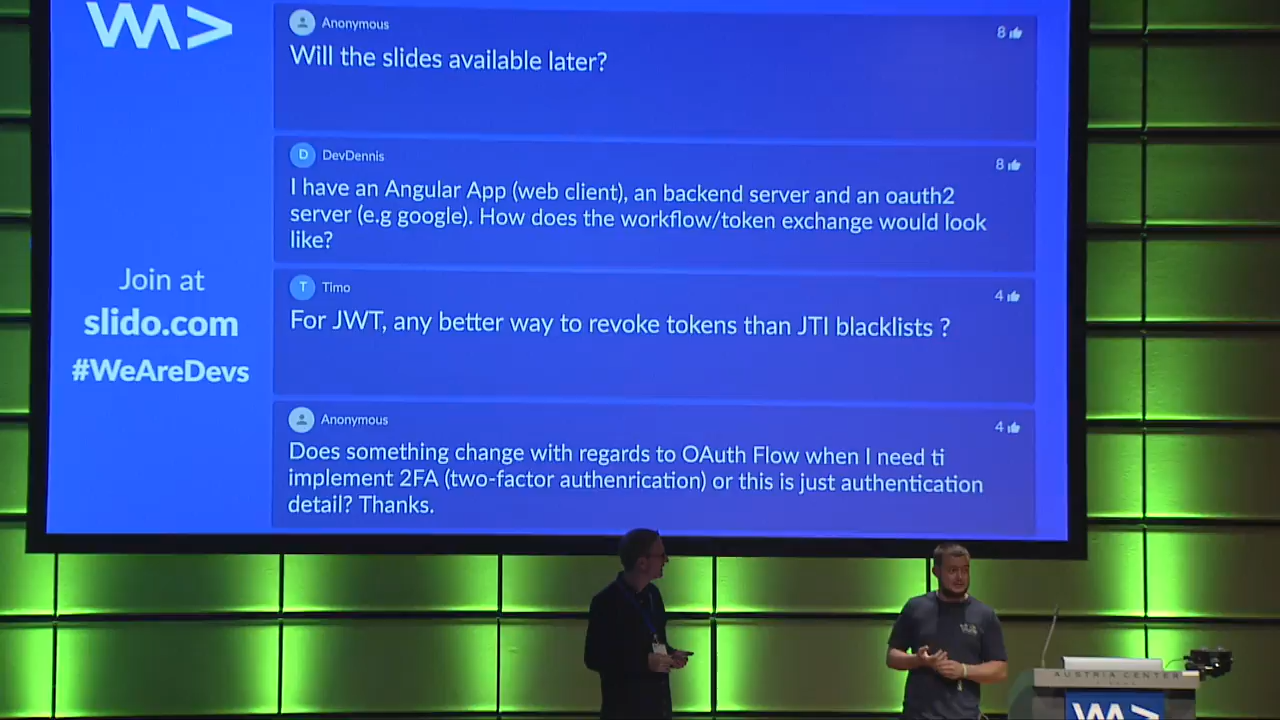 WA>
Anonymous
8
Will the slides available later?
D
DevDennis
8
I have an Angular App (web client), an backend server and an oauth2
server (e.g google). How does the workflow/token exchange would look
like?
Join at
slido.com
#WeAreDevs
T
Timo
4
For JWT, any better way to revoke tokens than JTI blacklists ?
Anonymous
4
Does something change with regards to OAuth Flow when I need ti
implement 2FA (two-factor authenrication) or this is just authentication
detail? Thanks.
AUSTRIA CENTER
WA>